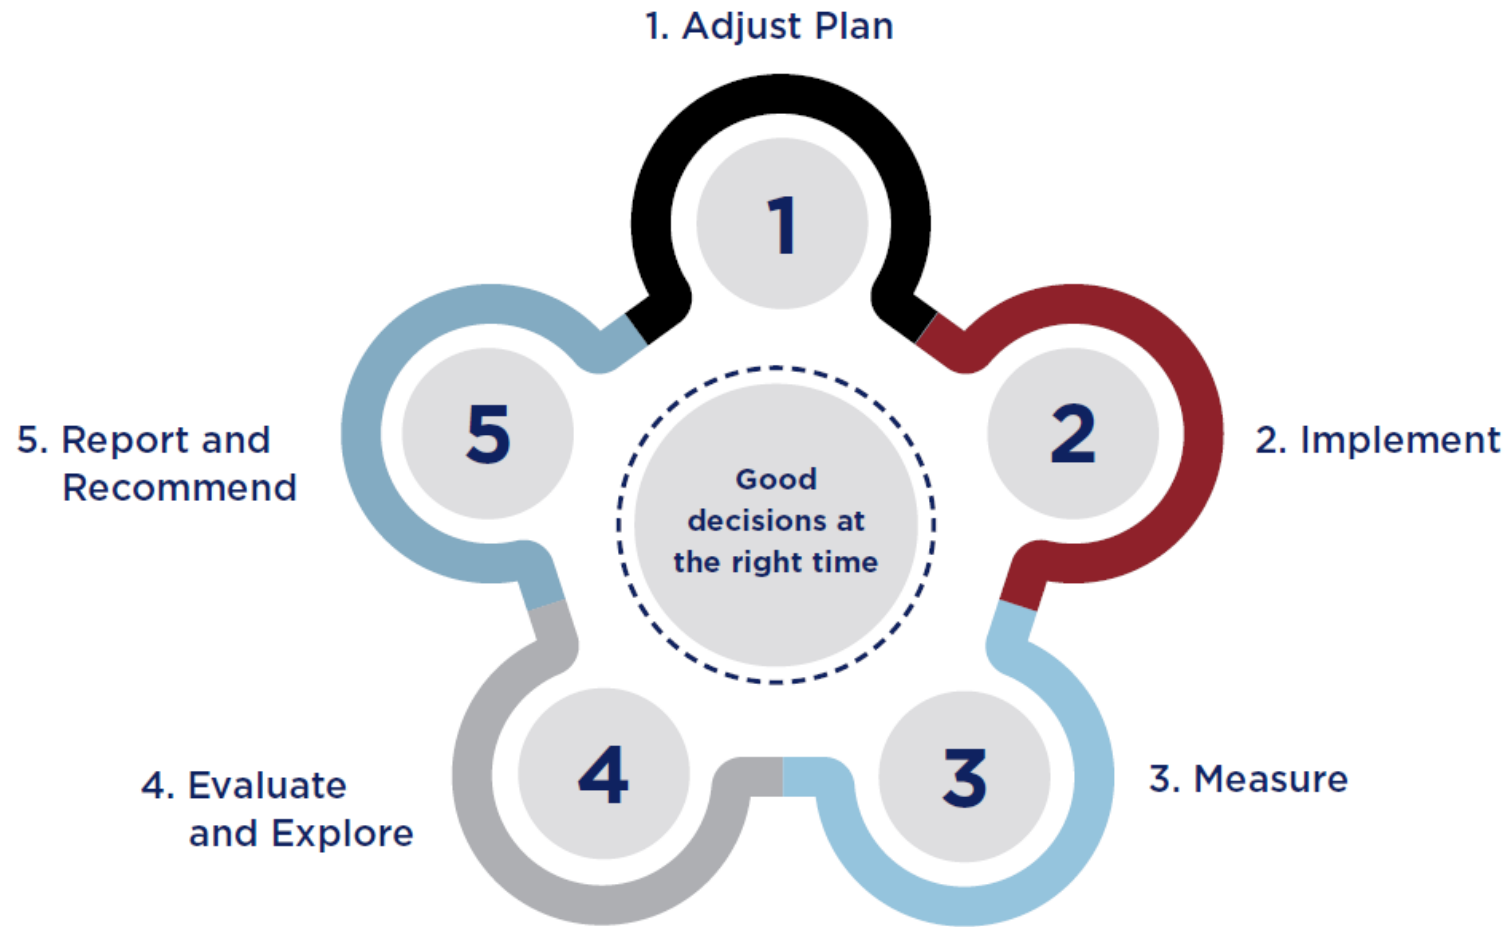 1. Adjust Plan
1
2
2. Implement
3
3. Measure
4
4. Evaluate
and Explore
5
5. Report and
Recommend
Good
decisions at
the right time